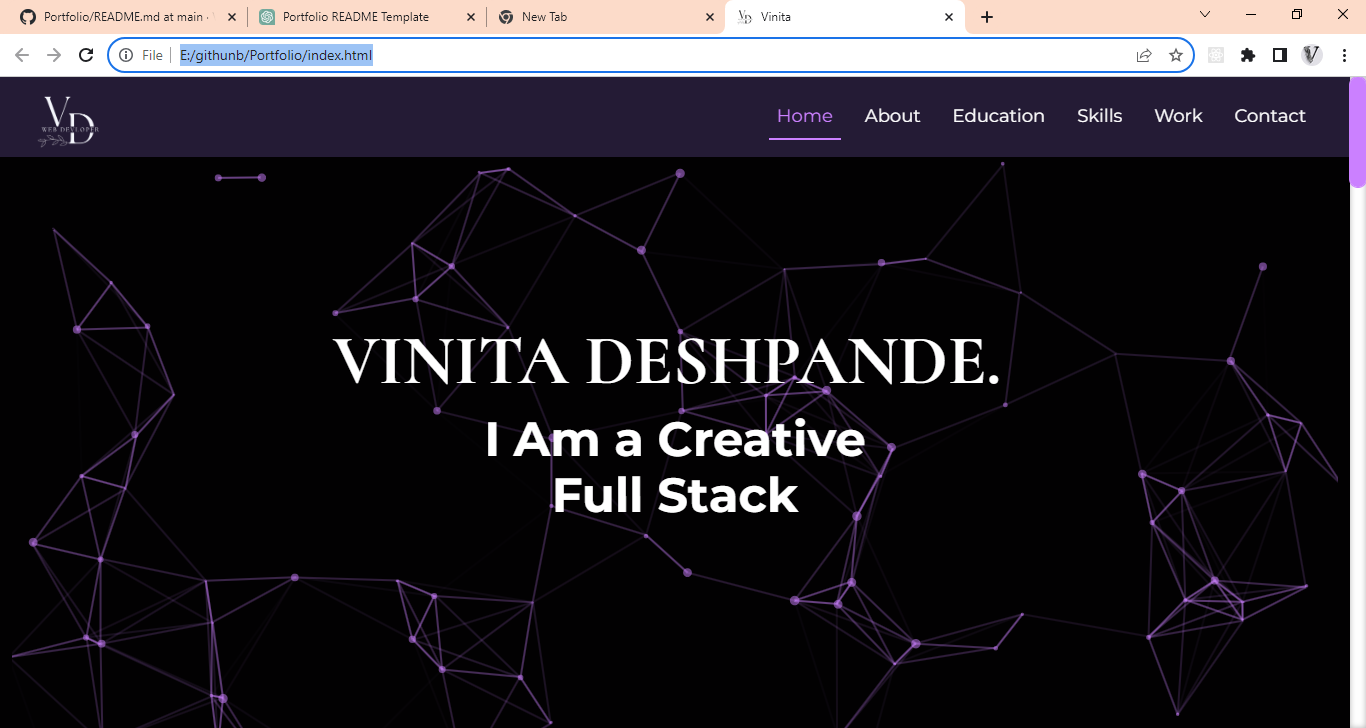 Portfolio/README.md at main ·
Portfolio README Template
New Tab
Vinita
File
E:/githunb/Portfolio/index.html
VD
WEB DEVLOPER
Home
About
Education
Skills
Work
Contact
VINITA DESHPANDE.
I Am a Creative
Full Stack